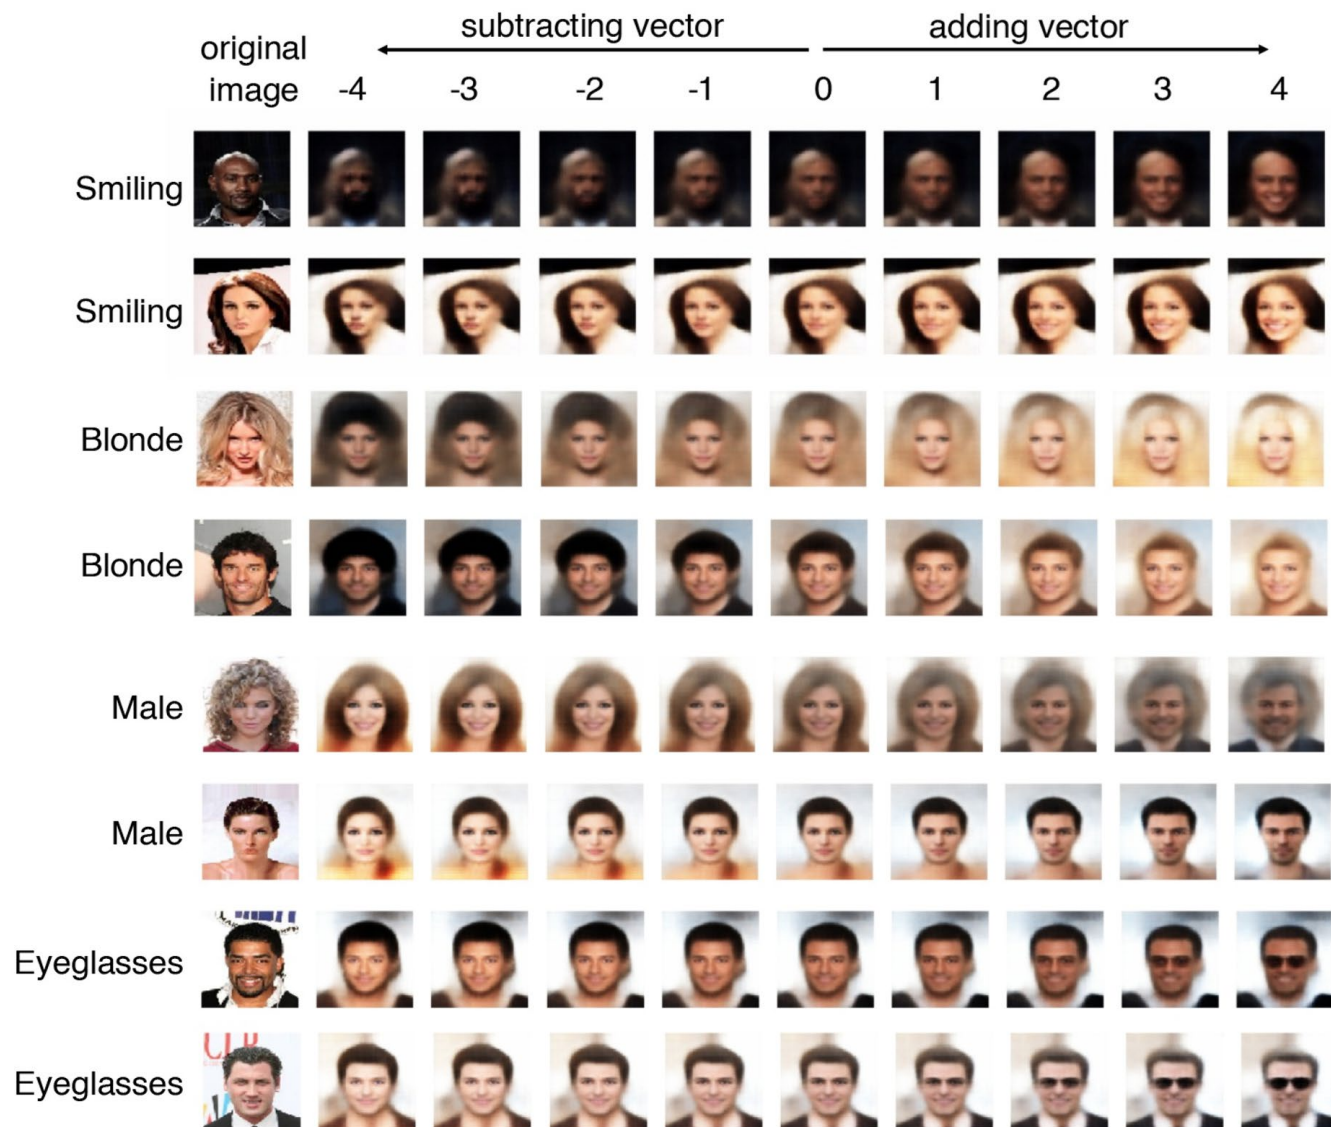 subtracting vector adding vector
original
image -4 -3 -2 -1 0 1 2 3 4
Smiling
Smiling
Blonde
Blonde
Male
Male
Eyeglasses
Eyeglasses